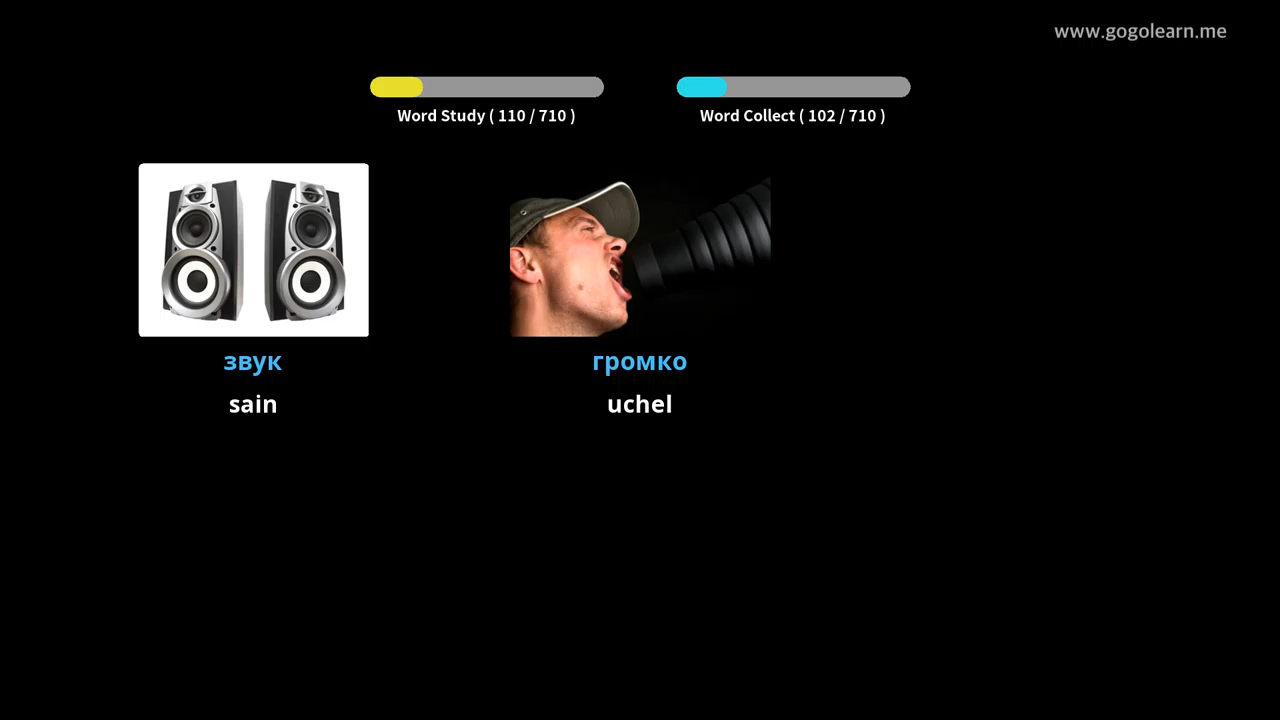 www.gogolearn.me
Word Study ( 110 / 710 )
Word Collect ( 102 / 710 )
звук
sain
громко
uchel